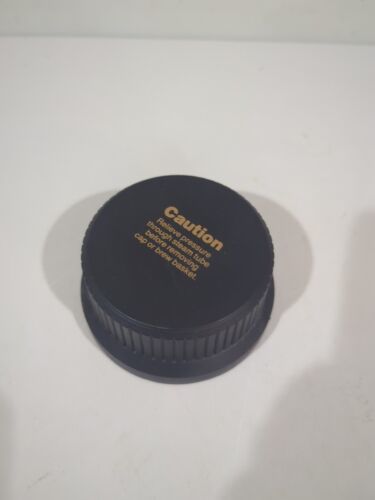 Caution
Relieve pressure
through steam tube
before removing
cap or brew basket.